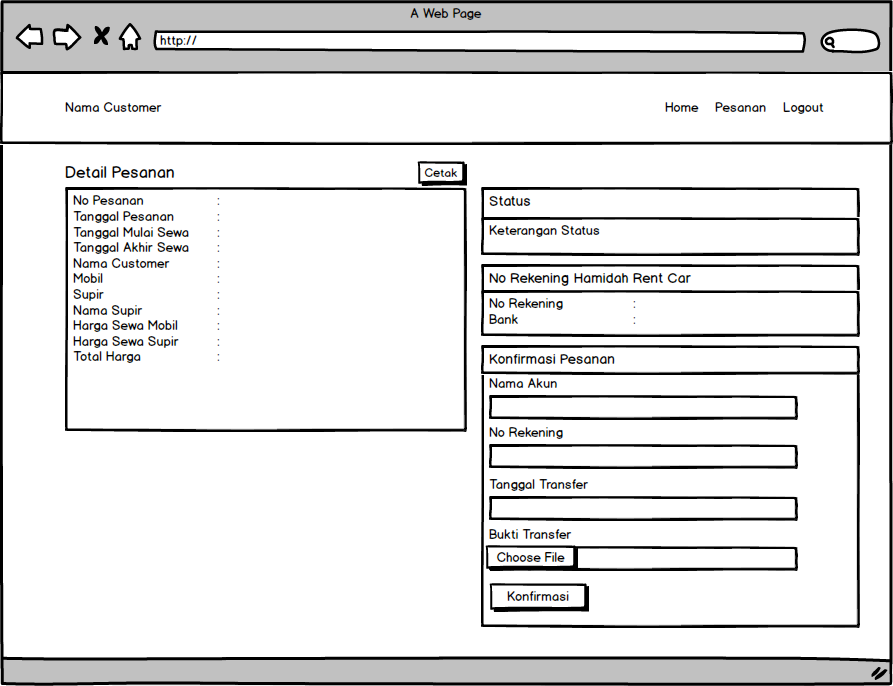 A Web Page
http://
Nama Customer
Home Pesanan Logout
Detail Pesanan
Cetak
No Pesanan :
Tanggal Pesanan :
Tanggal Mulai Sewa :
Tanggal Akhir Sewa :
Nama Customer :
Mobil :
Supir :
Nama Supir :
Harga Sewa Mobil :
Harga Sewa Supir :
Total Harga :
Status
Keterangan Status
No Rekening Hamidah Rent Car
No Rekening :
Bank :
Konfirmasi Pesanan
Nama Akun
No Rekening
Tanggal Transfer
Bukti Transfer
Choose File
Konfirmasi